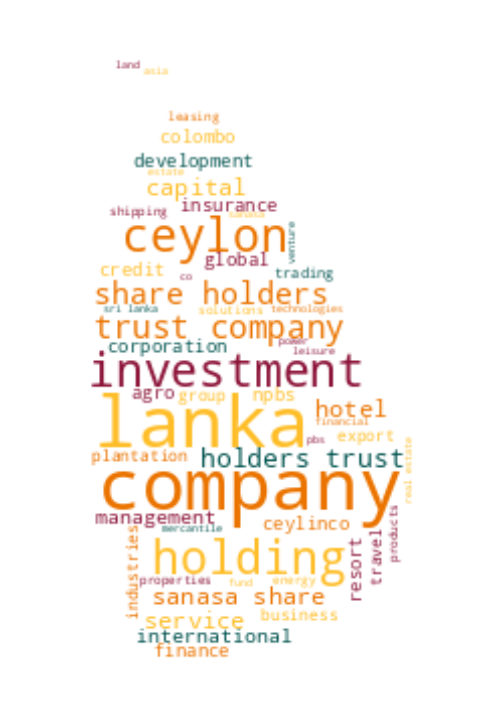 land
asia
leasing
colombo
development
estate
capital
insurance
shipping
sanasa
ceylon
venture
global
credit
co
trading
share holders
sri lanka
solutions
technologies
trust company
power
corporation
leisure
investment
agro
group
npbs
lanka
hotel
financial
pbs
export
plantation
holders trust
real estate
company
management
ceylinco
mercantile
products
industries
travel
resort
holding
properties
fund
energy
sanasa share
service
business
international
finance